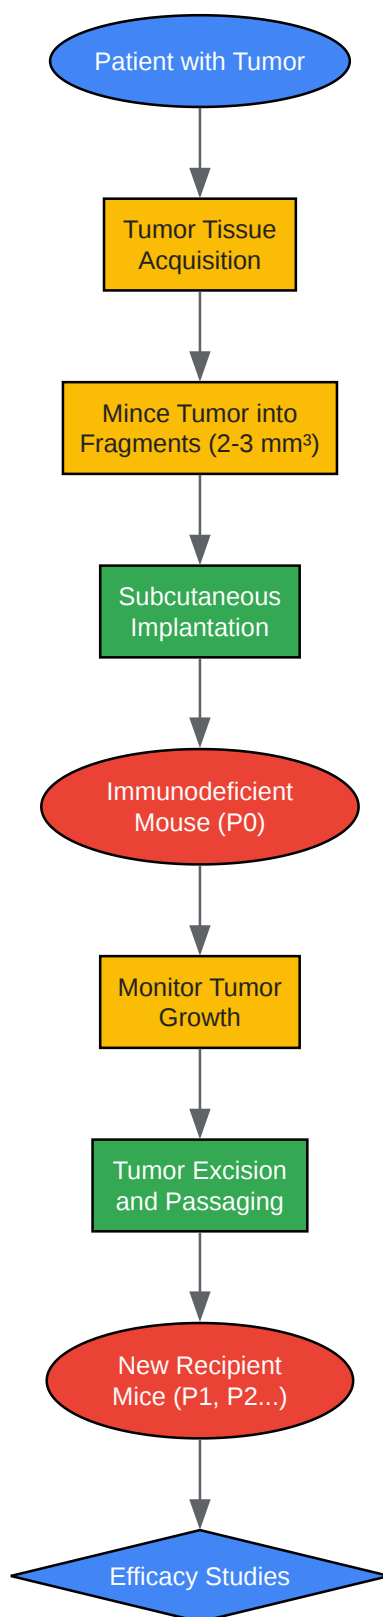 Patient with Tumor
Tumor Tissue
Acquisition
Mince Tumor into
Fragments (2-3 mm³)
Subcutaneous
Implantation
Immunodeficient
Mouse (P0)
Monitor Tumor
Growth
Tumor Excision
and Passaging
New Recipient
Mice (P1, P2...)
Efficacy Studies